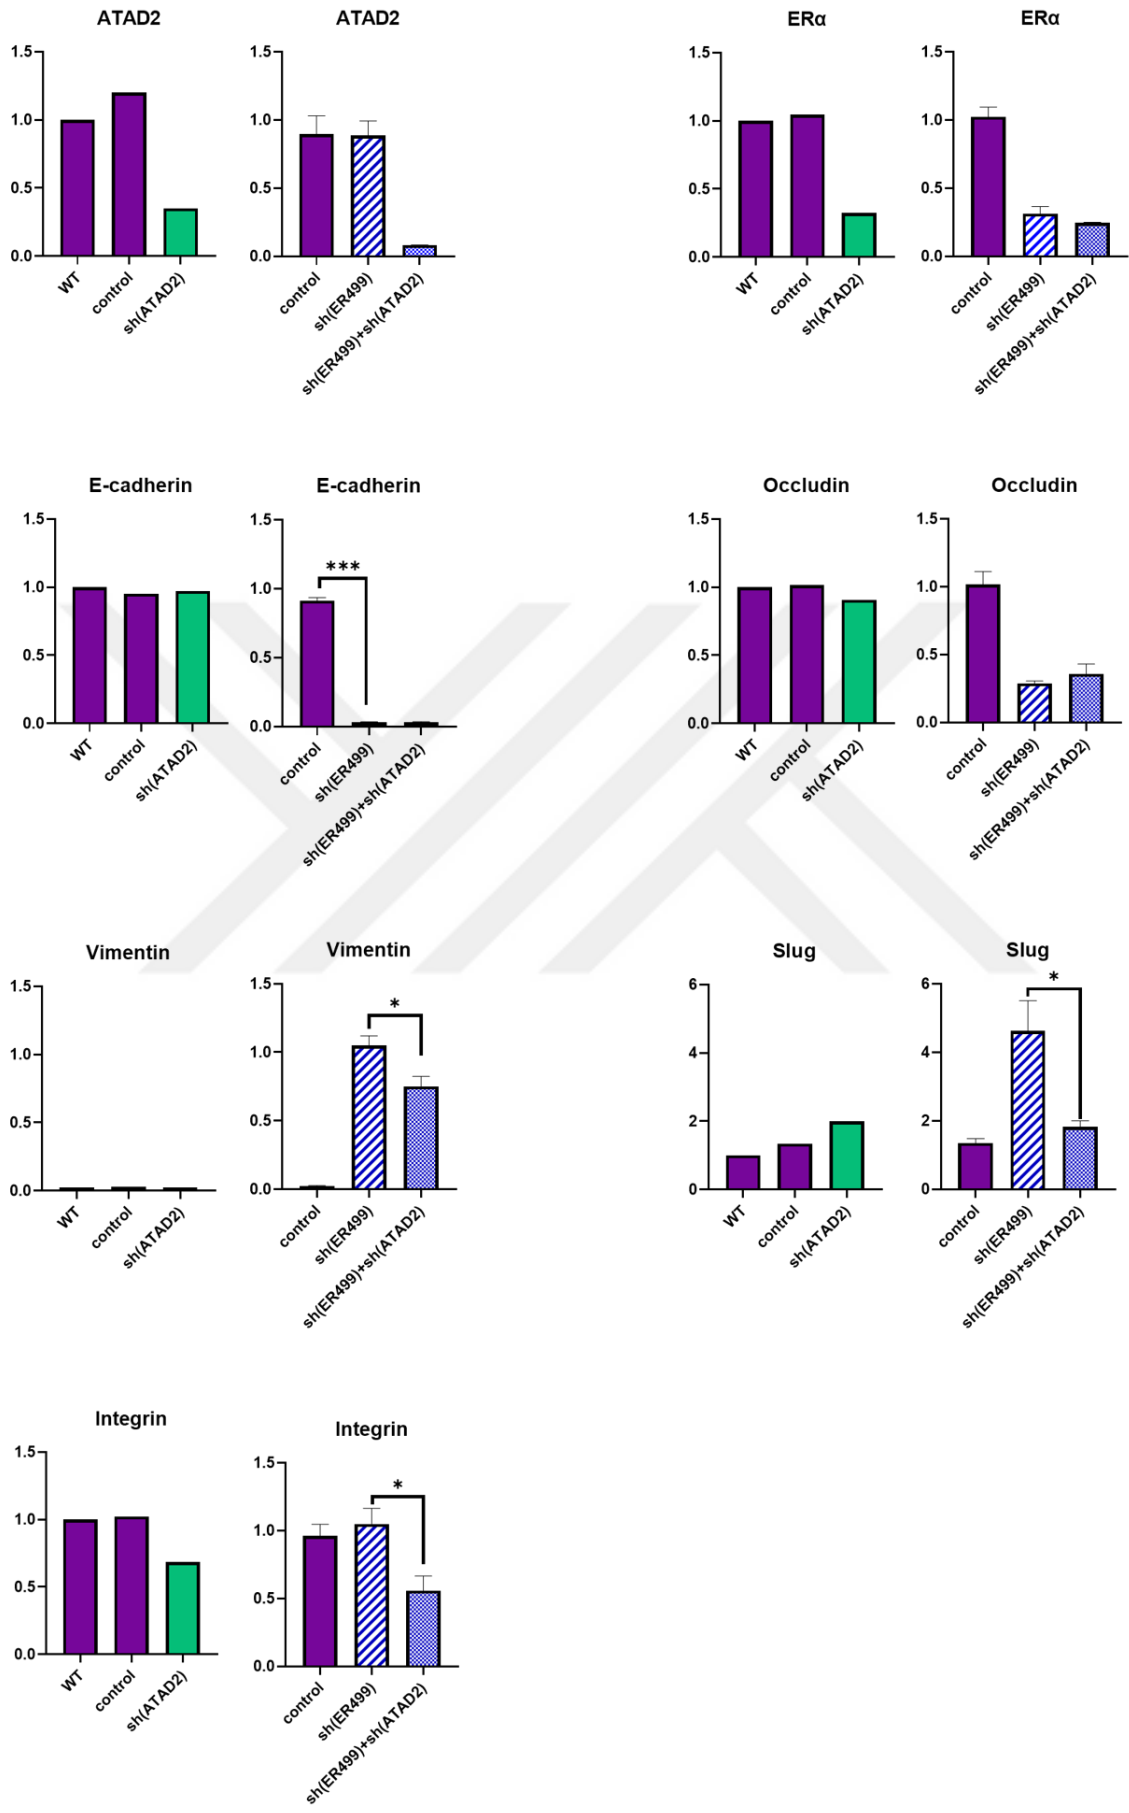 ATAD2
1.5
1.0
0.5
0.0
WT
control
sh(ATAD2)
ATAD2
1.5
1.0
0.5
0.0
control
sh(ER499)
sh(ER499)+sh(ATAD2)
ERα
1.5
1.0
0.5
0.0
WT
control
sh(ATAD2)
ERα
1.5
1.0
0.5
0.0
control
sh(ER499)
sh(ER499)+sh(ATAD2)
E-cadherin
1.5
1.0
0.5
0.0
WT
control
sh(ATAD2)
E-cadherin
1.5
1.0
0.5
0.0
***
control
sh(ER499)
sh(ER499)+sh(ATAD2)
Occludin
1.5
1.0
0.5
0.0
WT
control
sh(ATAD2)
Occludin
1.5
1.0
0.5
0.0
control
sh(ER499)
sh(ER499)+sh(ATAD2)
Vimentin
1.5
1.0
0.5
0.0
WT
control
sh(ATAD2)
Vimentin
1.5
1.0
0.5
0.0
*
control
sh(ER499)
sh(ER499)+sh(ATAD2)
Slug
6
4
2
0
WT
control
sh(ATAD2)
Slug
6
4
2
0
*
control
sh(ER499)
sh(ER499)+sh(ATAD2)
Integrin
1.5
1.0
0.5
0.0
WT
control
sh(ATAD2)
Integrin
1.5
1.0
0.5
0.0
*
control
sh(ER499)
sh(ER499)+sh(ATAD2)